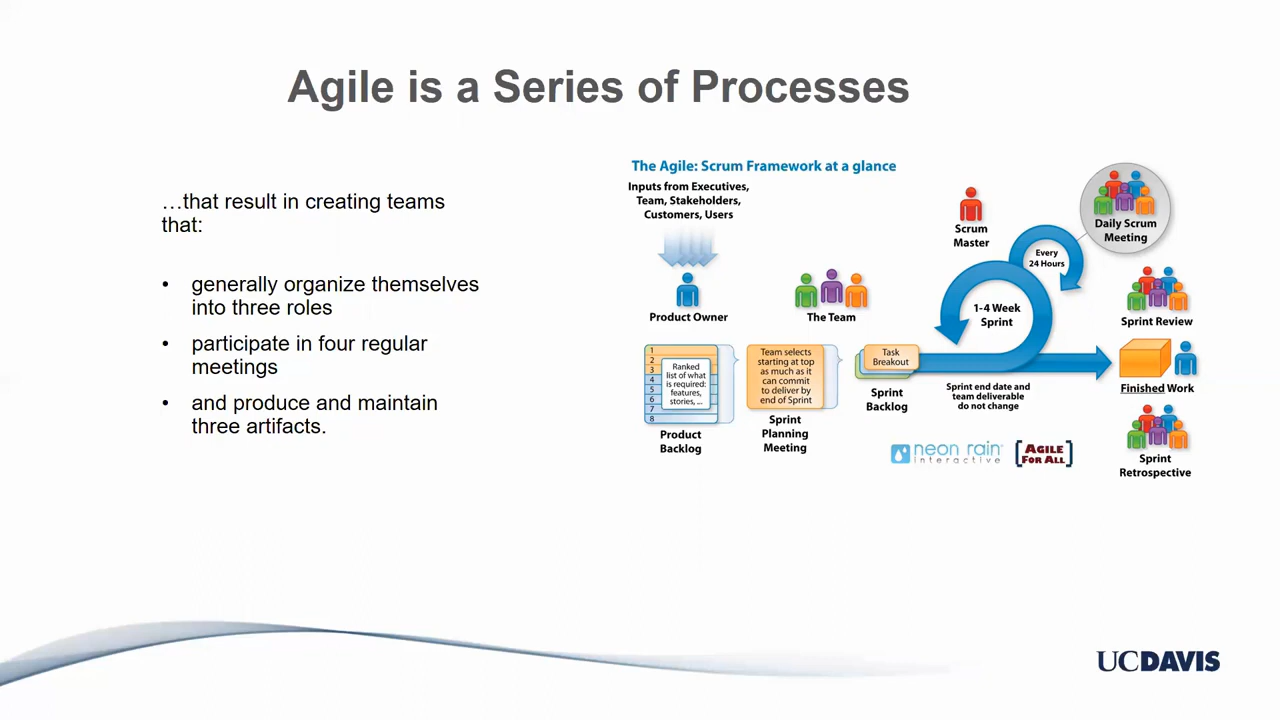 Agile is a Series of Processes
…that result in creating teams
that:
• generally organize themselves
into three roles
• participate in four regular
meetings
• and produce and maintain
three artifacts.
The Agile: Scrum Framework at a glance
Inputs from Executives,
Team, Stakeholders,
Customers, Users
Product Owner
The Team
Scrum
Master
Every
24 Hours
Daily Scrum
Meeting
1-4 Week
Sprint
Sprint Review
1
2
3
4
5
6
7
8
Ranked
list of what
is required:
features,
stories, ...
Product
Backlog
Team selects
starting at top
as much as it
can commit
to deliver by
end of Sprint
Sprint
Planning
Meeting
Task
Breakout
Sprint
Backlog
Sprint end date and
team deliverable
do not change
Finished Work
Sprint
Retrospective
neon rain
interactive
AGILE
FOR ALL
UCDAVIS